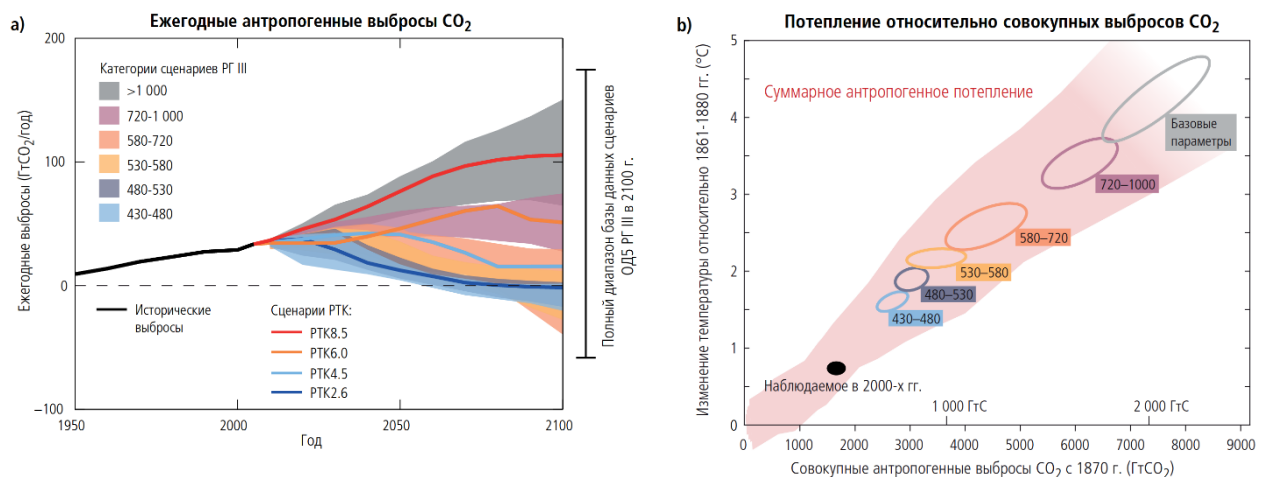 a)
Ежегодные антропогенные выбросы CO₂
200
100
0
−100
Ежегодные выбросы (ГтCO₂/год)
Категории сценариев РГ III
>1 000
720-1 000
580-720
530-580
480-530
430-480
Исторические
выбросы
Сценарии РТК:
РТК8.5
РТК6.0
РТК4.5
РТК2.6
1950
2000
2050
2100
Год
Полный диапазон базы данных сценариев
ОД5 РГ III в 2100 г.
b)
Потепление относительно совокупных выбросов CO₂
5
4
3
2
1
0
Изменение температуры относительно 1861-1880 гг. (°C)
Суммарное антропогенное потепление
Базовые
параметры
720–1000
580–720
530–580
480–530
430–480
Наблюдаемое в 2000-х гг.
1 000 ГтC
2 000 ГтC
0
1000
2000
3000
4000
5000
6000
7000
8000
9000
Совокупные антропогенные выбросы CO₂ с 1870 г. (ГтCO₂)